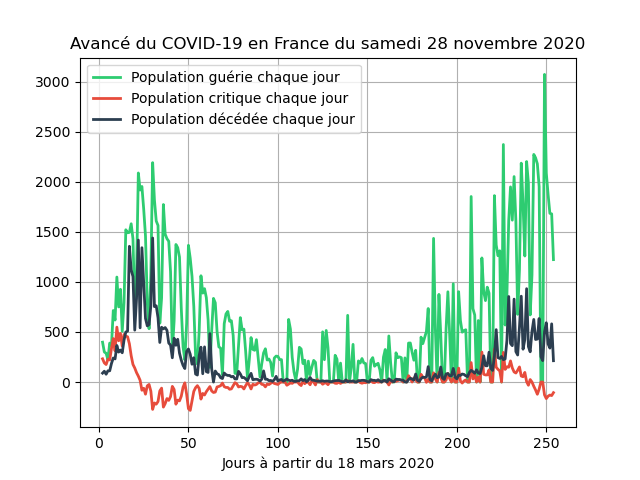 Avancé du COVID-19 en France du samedi 28 novembre 2020
Population guérie chaque jour
Population critique chaque jour
Population décédée chaque jour
3000
2500
2000
1500
1000
500
0
0 50 100 150 200 250
Jours à partir du 18 mars 2020